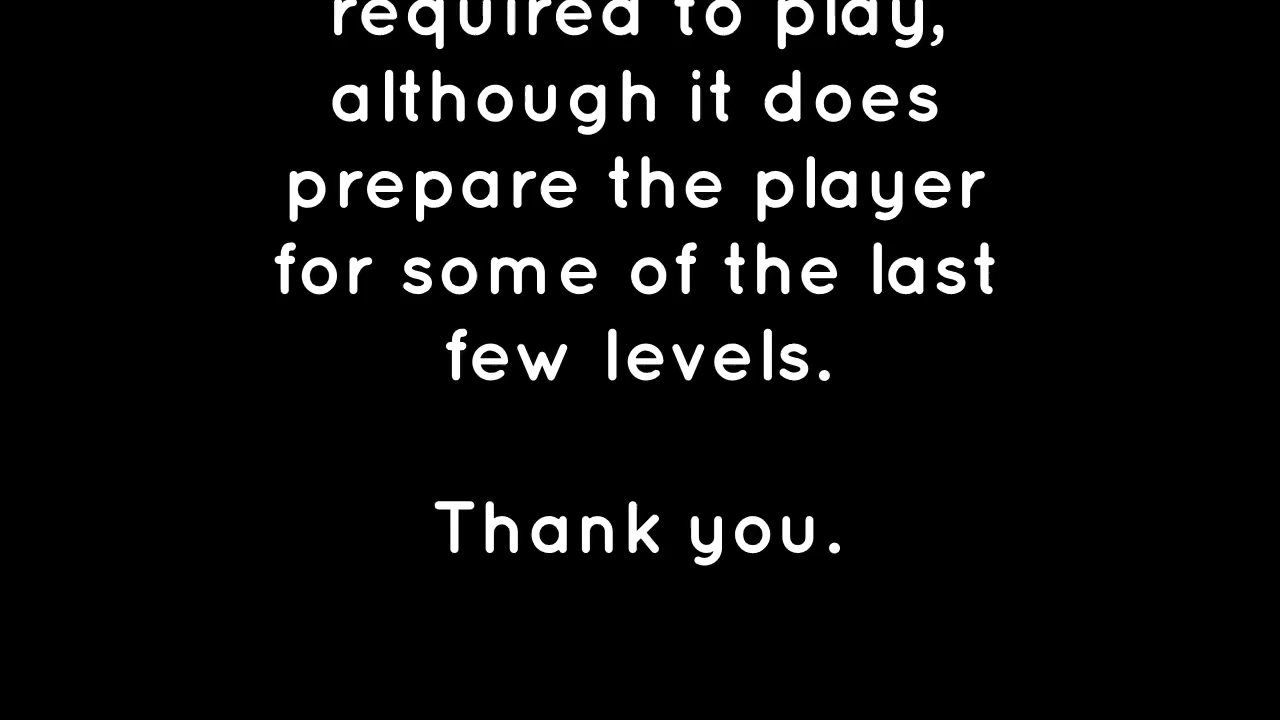 required to play,
although it does
prepare the player
for some of the last
few levels.
Thank you.